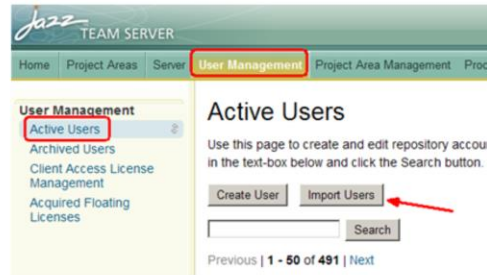 Jazz
TEAM SERVER
Home Project Areas Server User Management Project Area Management
User Management
Active Users
Archived Users
Client Access License
Management
Acquired Floating
Licenses
Active Users
Use this page to create and edit repository
in the text-box below and click the Search button.
Create User Import Users
Search
Previous | 1 - 50 of 491 | Next